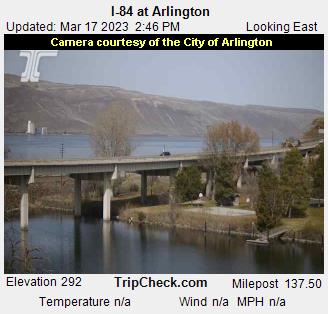 I-84 at Arlington
Updated: Mar 17 2023 2:46 PM Looking East
Camera courtesy of the City of Arlington
Elevation 292 TripCheck.com Milepost 137.50
Temperature n/a Wind n/a MPH n/a